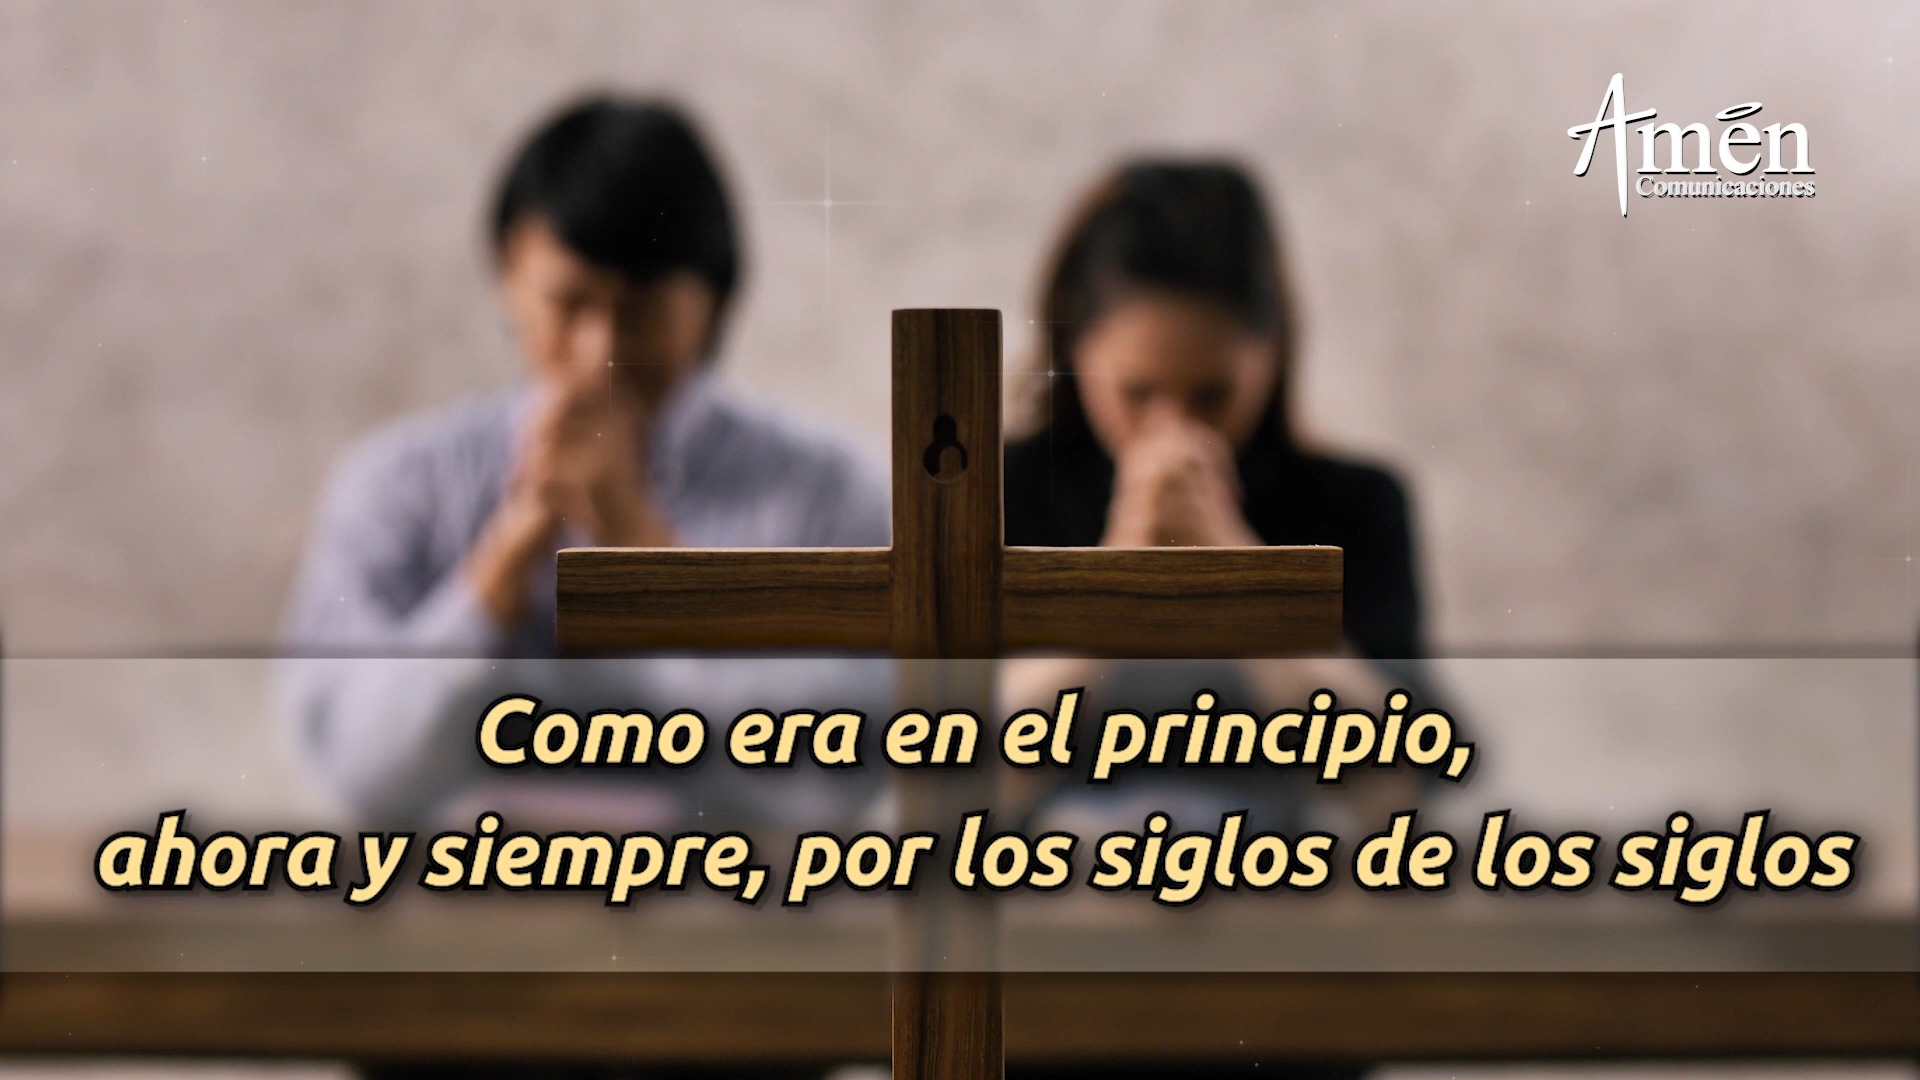 Amén
Comunicaciones
Como era en el principio,
ahora y siempre, por los siglos de los siglos